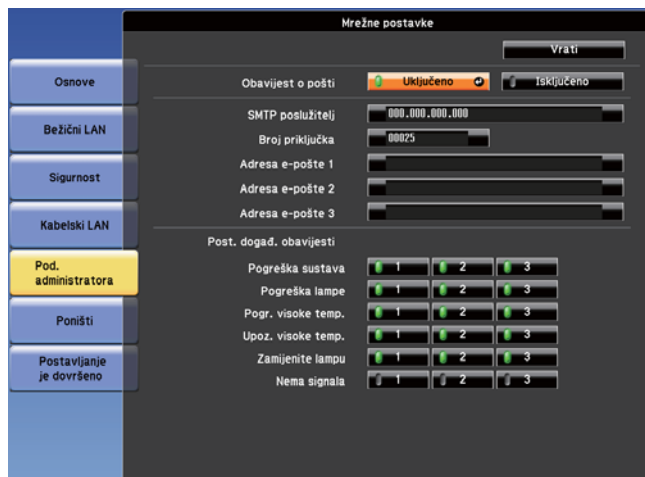 Mrežne postavke
Vrati
Osnove
Bežični LAN
Sigurnost
Kabelski LAN
Pod.
administratora
Poništi
Postavljanje
je dovršeno
Obavijest o pošti Uključeno Isključeno
SMTP poslužitelj 000.000.000.000
Broj priključka 00025
Adresa e-pošte 1
Adresa e-pošte 2
Adresa e-pošte 3
Post. događ. obavijesti
Pogreška sustava 1 2 3
Pogreška lampe 1 2 3
Pogr. visoke temp. 1 2 3
Upoz. visoke temp. 1 2 3
Zamijenite lampu 1 2 3
Nema signala 1 2 3